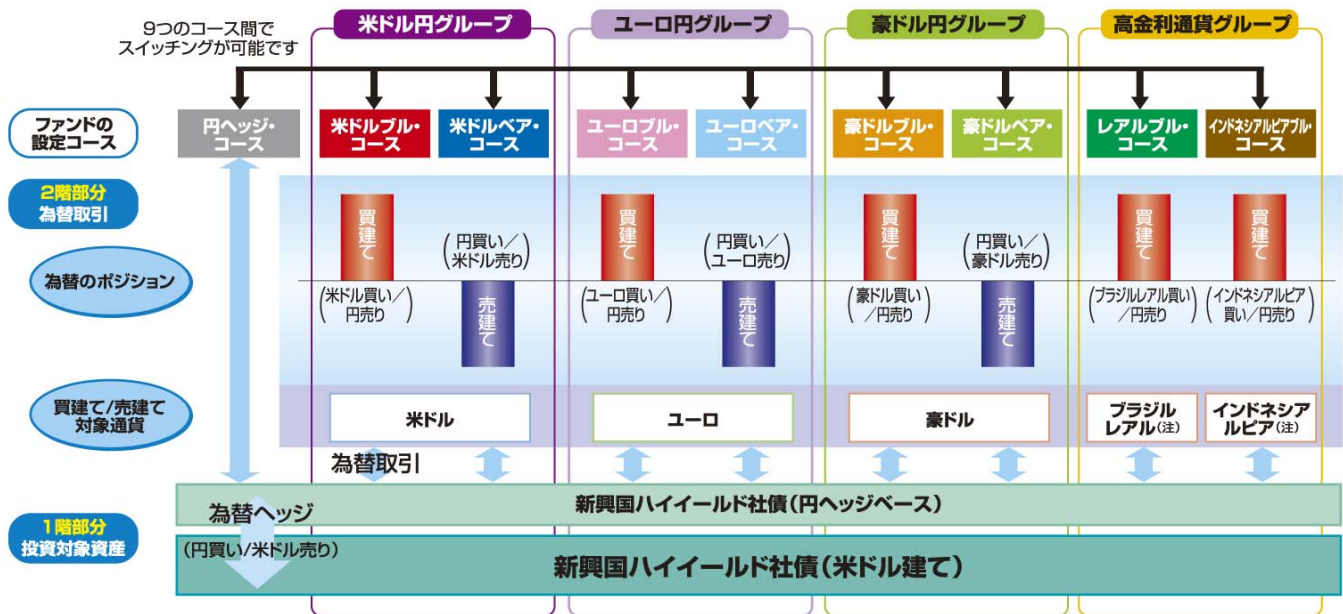 9つのコース間で
スイッチングが可能です
米ドル円グループ
ユーロ円グループ
豪ドル円グループ
高金利通貨グループ
ファンドの
設定コース
円ヘッジ・
コース
米ドルブル・
コース
米ドルベア・
コース
ユーロブル・
コース
ユーロベア・
コース
豪ドルブル・
コース
豪ドルベア・
コース
レアルブル・
コース
インドネシアルピアブル・
コース
2階部分
為替取引
為替のポジション
買建て
(米ドル買い/
円売り)
(円買い/
米ドル売り)
売建て
買建て
(ユーロ買い/
円売り)
(円買い/
ユーロ売り)
売建て
買建て
(豪ドル買い
/円売り)
(円買い/
豪ドル売り)
売建て
買建て
(ブラジルレアル買い
/円売り)
買建て
(インドネシアルピア
買い/円売り)
買建て/売建て
対象通貨
米ドル
ユーロ
豪ドル
ブラジル
レアル(注)
インドネシア
ルピア(注)
為替取引
1階部分
投資対象資産
新興国ハイイールド社債(円ヘッジベース)
為替ヘッジ
(円買い/米ドル売り)
新興国ハイイールド社債(米ドル建て)